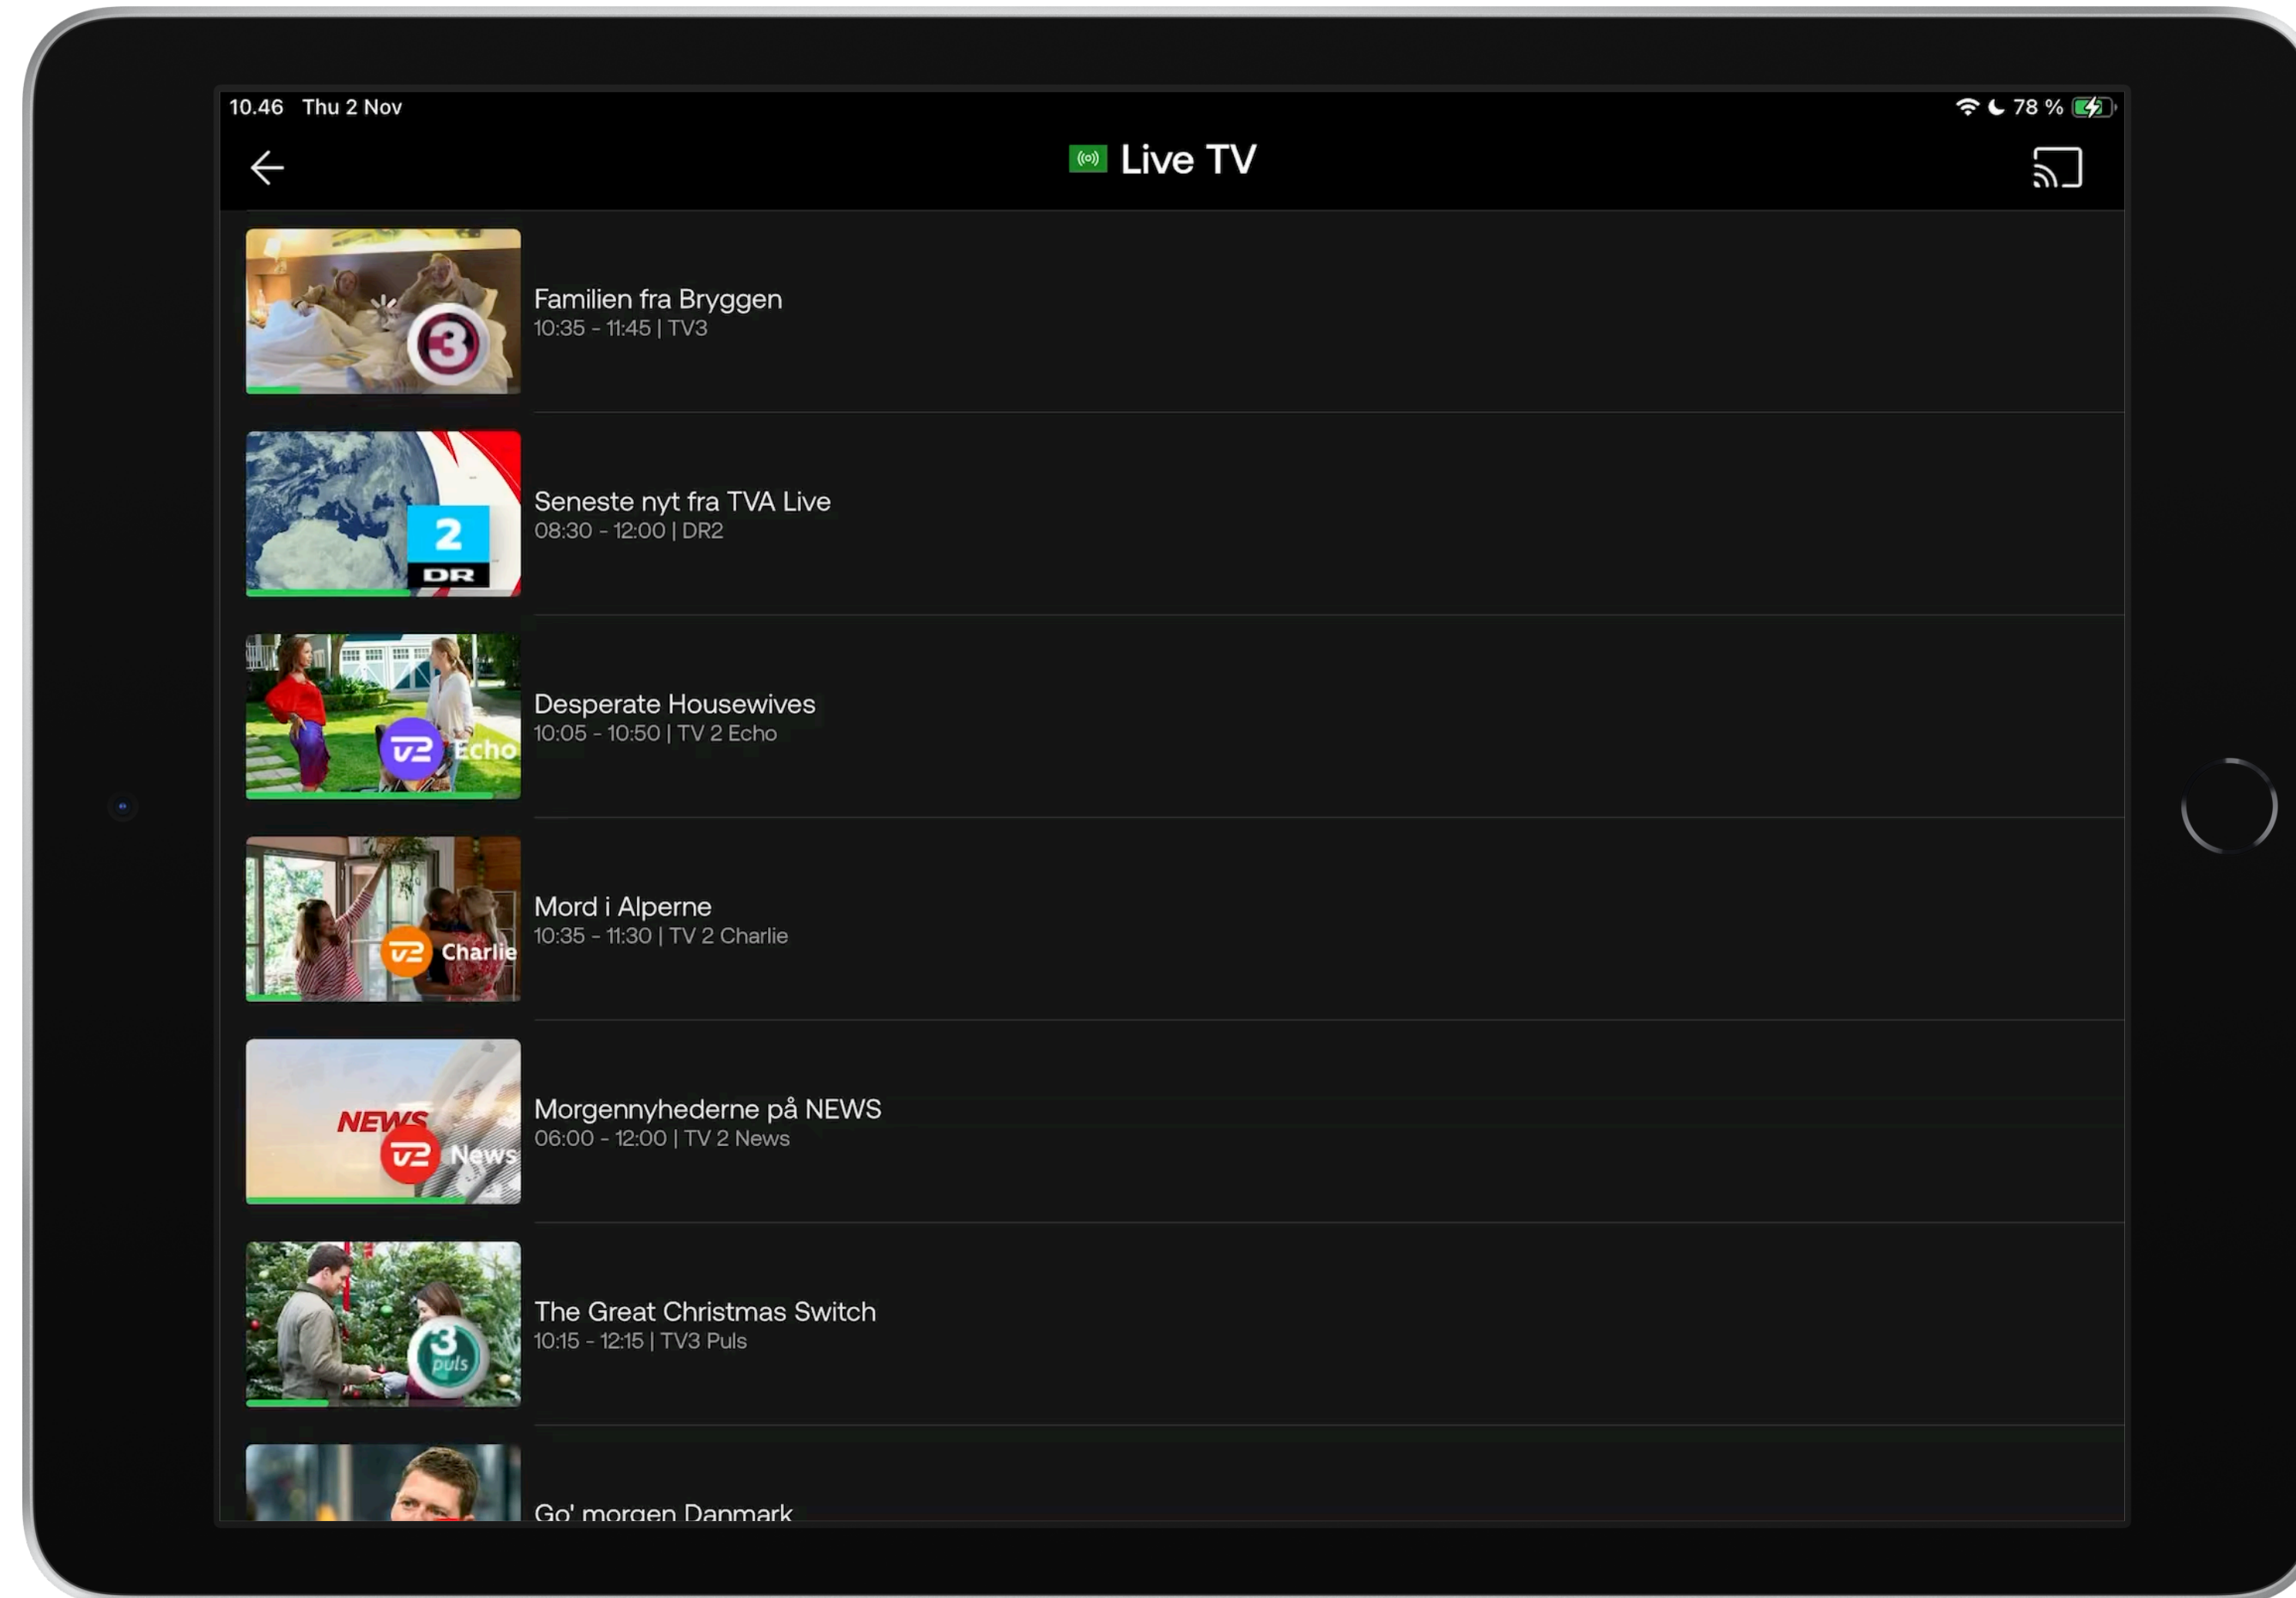 10.46 Thu 2 Nov
78 %
Live TV
3
Familien fra Bryggen
10:35 - 11:45 | TV3
2
DR
Seneste nyt fra TVA Live
08:30 - 12:00 | DR2
Echo
Desperate Housewives
10:05 - 10:50 | TV 2 Echo
Charlie
Mord i Alperne
10:35 - 11:30 | TV 2 Charlie
NEWS
News
Morgennyhederne på NEWS
06:00 - 12:00 | TV 2 News
3
puls
The Great Christmas Switch
10:15 - 12:15 | TV3 Puls
Go' morgen Danmark